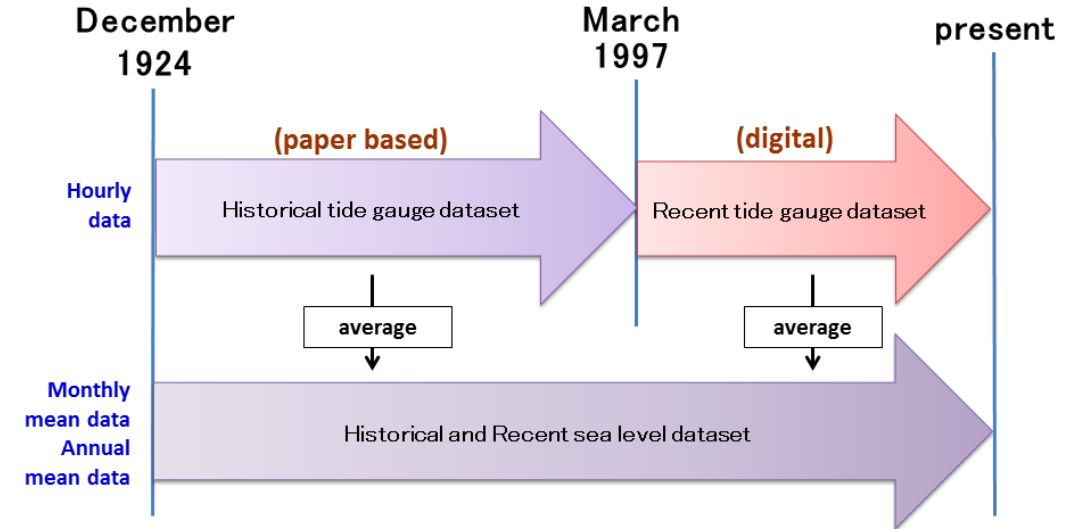 December
1924
March
1997
present
(paper based)
(digital)
Hourly
data
Historical tide gauge dataset
Recent tide gauge dataset
average
average
Monthly
mean data
Annual
mean data
Historical and Recent sea level dataset